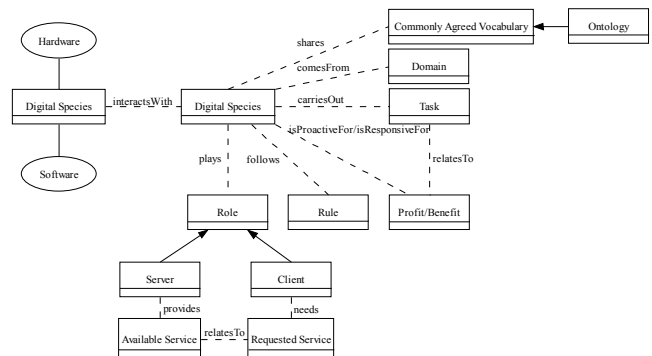 Commonly Agreed Vocabulary
Ontology
Hardware
shares
comesFrom
Domain
Digital Species
interactsWith
Digital Species
carriesOut
Task
isProactiveFor/isResponsiveFor
plays
follows
relatesTo
Software
Role
Rule
Profit/Benefit
Server
Client
provides
needs
Available Service
relatesTo
Requested Service